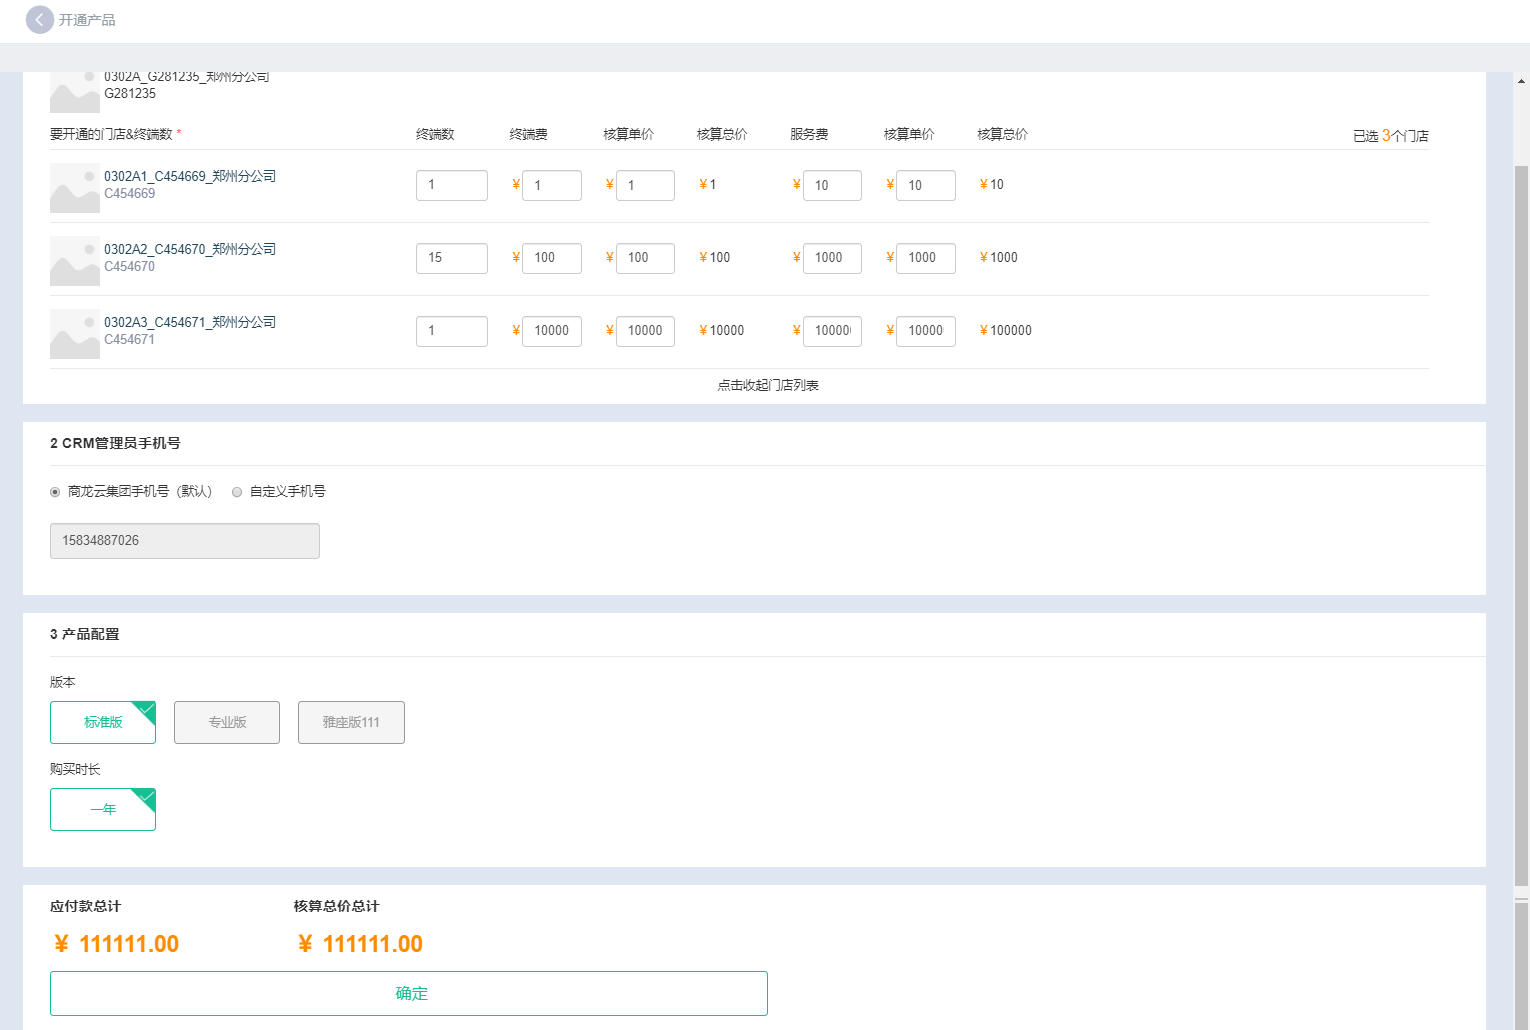 开通产品
0302A_G281235_郑州分公司
G281235
要开通的门店&终端数 * 终端数 终端费 核算单价 核算总价 服务费 核算单价 核算总价 已选 3个门店
0302A1_C454669_郑州分公司
C454669
1 ¥ 1 ¥ 1 ¥ 1 ¥ 10 ¥ 10 ¥ 10
0302A2_C454670_郑州分公司
C454670
15 ¥ 100 ¥ 100 ¥ 100 ¥ 1000 ¥ 1000 ¥ 1000
0302A3_C454671_郑州分公司
C454671
1 ¥ 10000 ¥ 10000 ¥ 10000 ¥ 10000 ¥ 10000 ¥ 100000
点击收起门店列表
2 CRM管理员手机号
商龙云集团手机号（默认） 自定义手机号
15834887026
3 产品配置
版本
标准版 专业版 雅座版111
购买时长
一年
应付款总计 核算总价总计
¥ 111111.00 ¥ 111111.00
确定